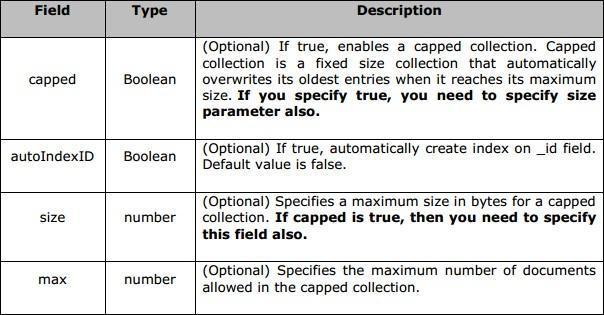 Field Type Description
(Optional) If true, enables a capped collection. Capped
collection is a fixed size collection that automatically
capped Boolean overwrites its oldest entries when it reaches its maximum
size. If you specify true, you need to specify size
parameter also.
autoIndexID Boolean (Optional) If true, automatically create index on _id field.
Default value is false.
(Optional) Specifies a maximum size in bytes for a capped
size number collection. If capped is true, then you need to specify
this field also.
max number (Optional) Specifies the maximum number of documents
allowed in the capped collection.